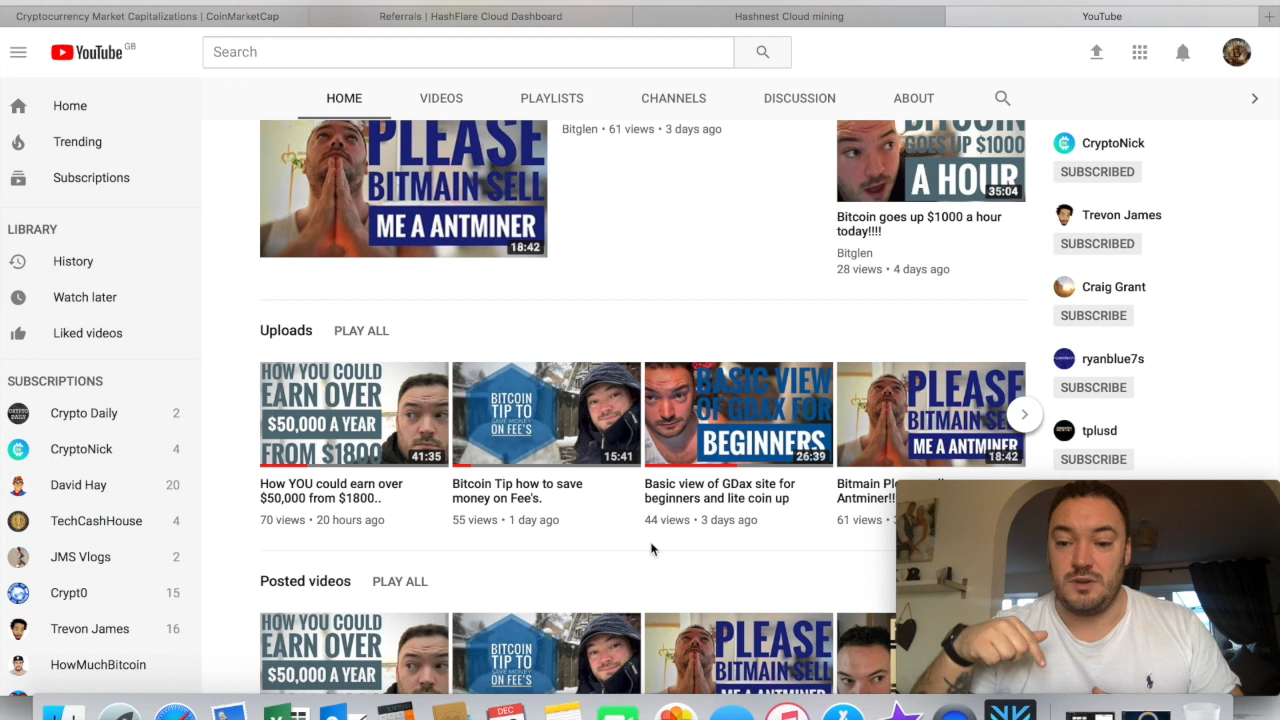 Cryptocurrency Market Capitalizations | CoinMarketCap
Referrals | HashFlare Cloud Dashboard
Hashnest Cloud mining
YouTube
YouTube GB
Search
HOME
VIDEOS
PLAYLISTS
CHANNELS
DISCUSSION
ABOUT
Home
Trending
Subscriptions
LIBRARY
History
Watch later
Liked videos
SUBSCRIPTIONS
Crypto Daily 2
CryptoNick 4
David Hay 20
TechCashHouse 4
JMS Vlogs 2
Crypt0 15
Trevon James 16
HowMuchBitcoin
PLEASE
BITMAIN SELL
ME A ANTMINER
18:42
Bitglen • 61 views • 3 days ago
BITCOIN
GOES UP $1000
A HOUR
35:04
Bitcoin goes up $1000 a hour
today!!!!
Bitglen
28 views • 4 days ago
Uploads PLAY ALL
HOW YOU COULD
EARN OVER
$50,000 A YEAR
FROM $1800
41:35
How YOU could earn over
$50,000 from $1800..
70 views • 20 hours ago
BITCOIN
TIP TO
SAVE MONEY
ON FEE'S.
15:41
Bitcoin Tip how to save
money on Fee's.
55 views • 1 day ago
BASIC VIEW
OF GDAX FOR
BEGINNERS
26:39
Basic view of GDax site for
beginners and lite coin up
44 views • 3 days ago
PLEASE
BITMAIN
ME A ANTMINER
18:42
Bitmain
Antminer!!
61 views •
Posted videos PLAY ALL
HOW YOU COULD
EARN OVER
$50,000 A YEAR
BITCOIN
TIP TO
SAVE MONEY
ON FEE'S.
PLEASE
BITMAIN SELL
ME A ANTMINER
CryptoNick
SUBSCRIBED
Trevon James
SUBSCRIBED
Craig Grant
SUBSCRIBE
ryanblue7s
SUBSCRIBE
tplusd
SUBSCRIBE
DEC